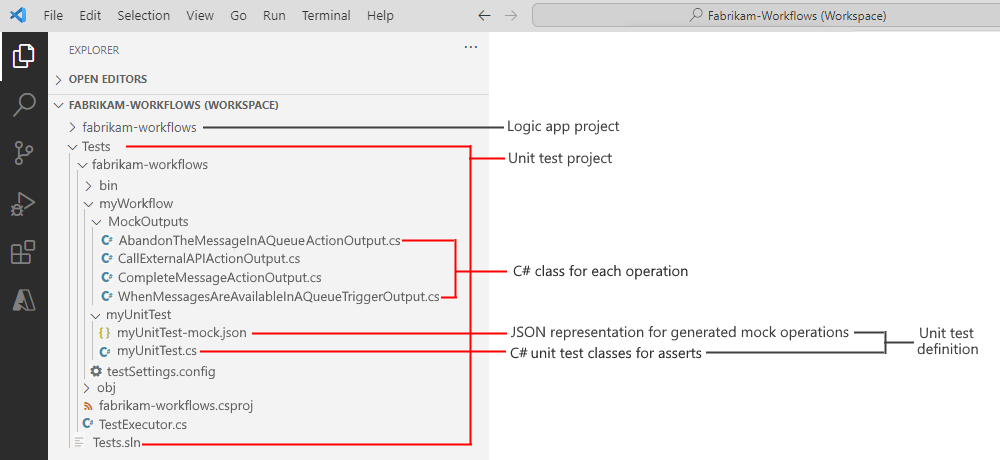 File Edit Selection View Go Run Terminal Help Fabrikam-Workflows (Workspace)
EXPLORER ...
OPEN EDITORS
FABRIKAM-WORKFLOWS (WORKSPACE)
fabrikam-workflows Logic app project
Tests
Unit test project
fabrikam-workflows
bin
myWorkflow
MockOutputs
C# AbandonTheMessageInAQueueActionOutput.cs
C# CallExternalAPIActionOutput.cs
C# class for each operation
C# CompleteMessageActionOutput.cs
C# WhenMessagesAreAvailableInAQueueTriggerOutput.cs
myUnitTest
{} myUnitTest-mock.json JSON representation for generated mock operations
Unit test
definition
C# myUnitTest.cs C# unit test classes for asserts
testSettings.config
obj
fabrikam-workflows.csproj
C# TestExecutor.cs
Tests.sln